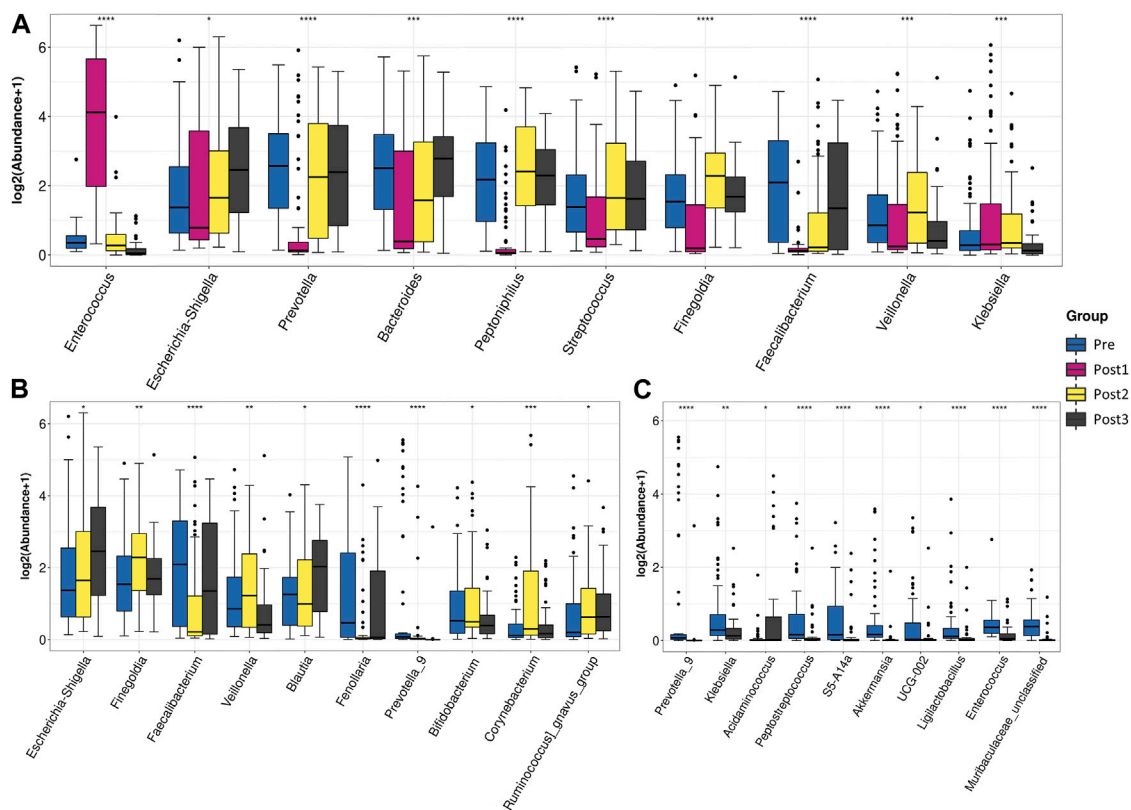 A
**** * **** *** **** **** **** **** *** ***
log2(Abundance+1)
6
4
2
0
Enterococcus
Escherichia-Shigella
Prevotella
Bacteroides
Peptoniphilus
Streptococcus
Finegoldia
Faecalibacterium
Veillonella
Klebsiella
Group
Pre
Post1
Post2
Post3
B
* ** **** ** * **** **** * *** *
log2(Abundance+1)
6
4
2
0
Escherichia-Shigella
Finegoldia
Faecalibacterium
Veillonella
Blautia
Fenollaria
Prevotella_9
Bifidobacterium
Corynebacterium
Ruminococcus]_gnavus_group
C
**** ** * **** **** **** * **** **** ****
log2(Abundance+1)
6
4
2
0
Prevotella_9
Klebsiella
Acidaminococcus
Peptostreptococcus
S5-A14a
Akkermansia
UCG-002
Ligilactobacillus
Enterococcus
Muribaculaceae_unclassified